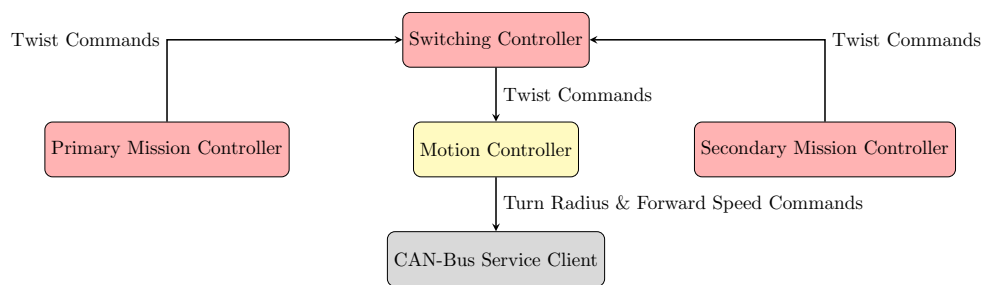 Twist Commands
Switching Controller
Twist Commands
Twist Commands
Primary Mission Controller
Motion Controller
Secondary Mission Controller
Turn Radius & Forward Speed Commands
CAN-Bus Service Client